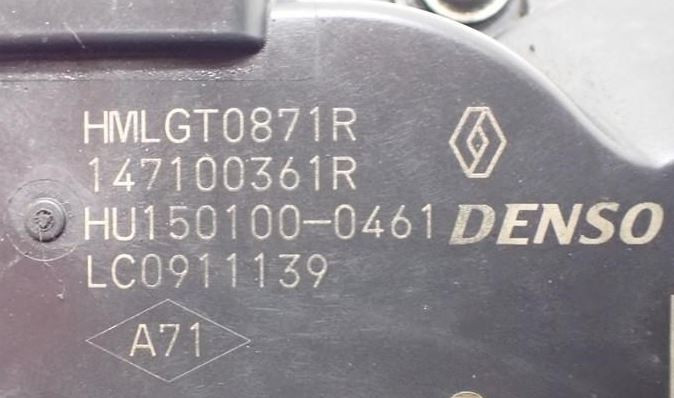 HMLGT0871R
147100361R
HU150100-0461 DENSO
LC0911139
A71